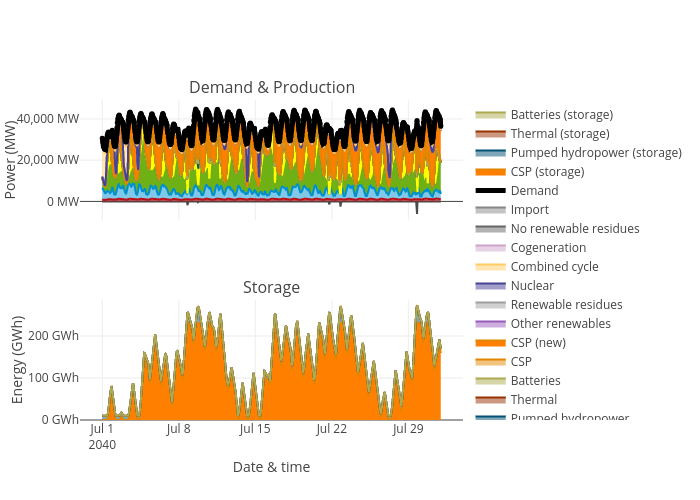 Demand & Production
Power (MW)
40,000 MW
20,000 MW
0 MW
Storage
Energy (GWh)
200 GWh
100 GWh
0 GWh
Jul 1
2040
Jul 8
Jul 15
Jul 22
Jul 29
Date & time
Batteries (storage)
Thermal (storage)
Pumped hydropower (storage)
CSP (storage)
Demand
Import
No renewable residues
Cogeneration
Combined cycle
Nuclear
Renewable residues
Other renewables
CSP (new)
CSP
Batteries
Thermal
Pumped hydropower